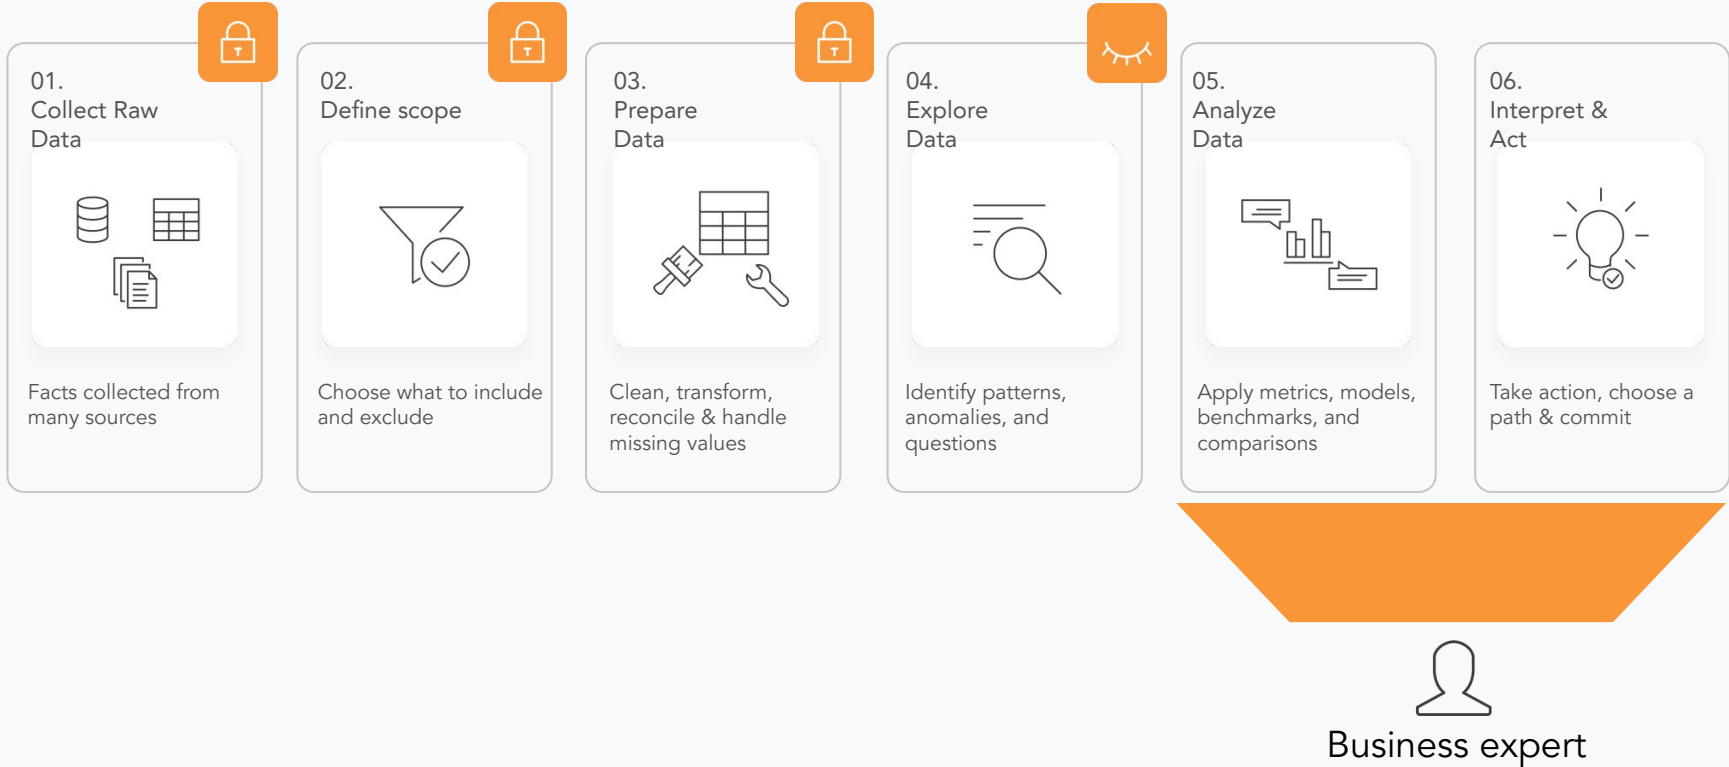 01.
Collect Raw
Data
Facts collected from
many sources
02.
Define scope
Choose what to include
and exclude
03.
Prepare
Data
Clean, transform,
reconcile & handle
missing values
04.
Explore
Data
Identify patterns,
anomalies, and
questions
05.
Analyze
Data
Apply metrics, models,
benchmarks, and
comparisons
06.
Interpret &
Act
Take action, choose a
path & commit
Business expert